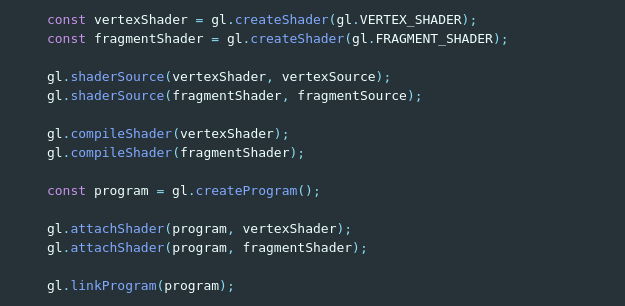 const vertexShader = gl.createShader(gl.VERTEX_SHADER);
const fragmentShader = gl.createShader(gl.FRAGMENT_SHADER);
gl.shaderSource(vertexShader, vertexSource);
gl.shaderSource(fragmentShader, fragmentSource);
gl.compileShader(vertexShader);
gl.compileShader(fragmentShader);
const program = gl.createProgram();
gl.attachShader(program, vertexShader);
gl.attachShader(program, fragmentShader);
gl.linkProgram(program);